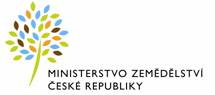 MINISTERSTVO ZEMĚDĚLSTVÍ
ČESKÉ REPUBLIKY